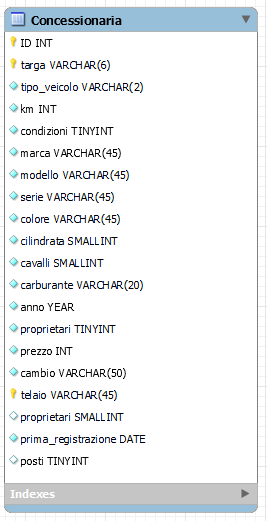 Concessionaria
ID INT
targa VARCHAR(6)
tipo_veicolo VARCHAR(2)
km INT
condizioni TINYINT
marca VARCHAR(45)
modello VARCHAR(45)
serie VARCHAR(45)
colore VARCHAR(45)
cilindrata SMALLINT
cavalli SMALLINT
carburante VARCHAR(20)
anno YEAR
proprietari TINYINT
prezzo INT
cambio VARCHAR(50)
telaio VARCHAR(45)
proprietari SMALLINT
prima_registrazione DATE
posti TINYINT
Indexes